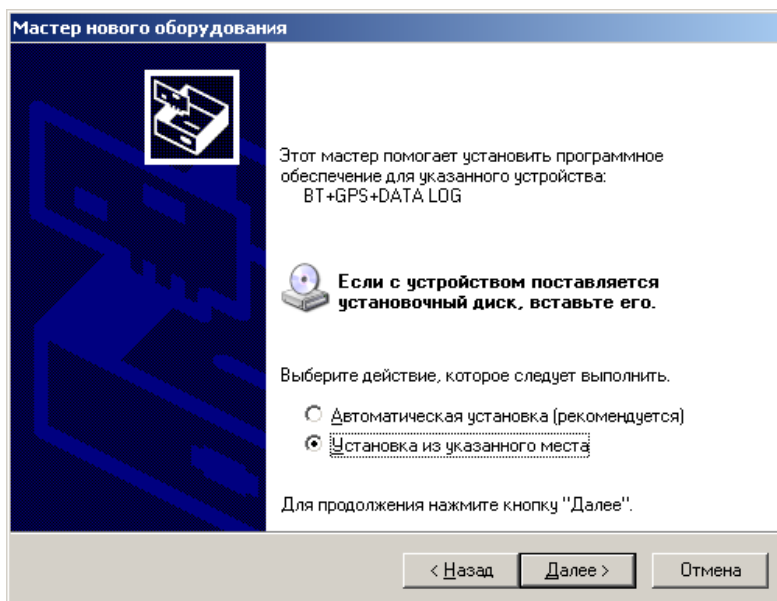 Мастер нового оборудования
Этот мастер помогает установить программное
обеспечение для указанного устройства:
BT+GPS+DATA LOG
Если с устройством поставляется
установочный диск, вставьте его.
Выберите действие, которое следует выполнить.
Автоматическая установка (рекомендуется)
Установка из указанного места
Для продолжения нажмите кнопку "Далее".
< Назад
Далее >
Отмена